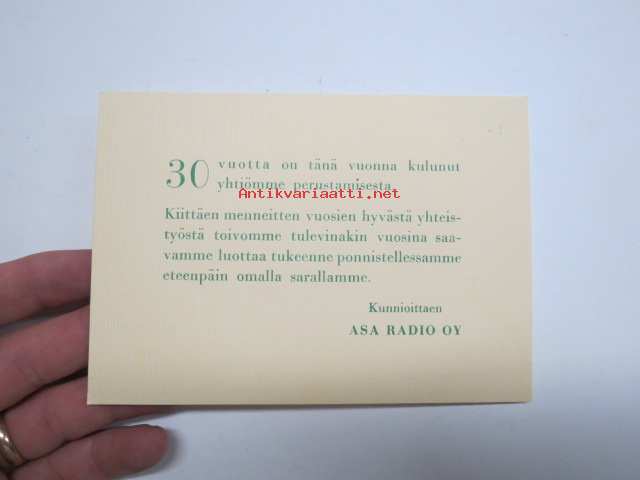 30 vuotta on tänä vuonna kulunut
yhtiömme perustamisesta.
Antikvariaatti.net
Kiittäen menneitten vuosien hyvästä yhteis-
työstä toivomme tulevinakin vuosina saa-
vamme luottaa tukeenne ponnistellessamme
eteenpäin omalla sarallamme.
Kunnioittaen
ASA RADIO OY